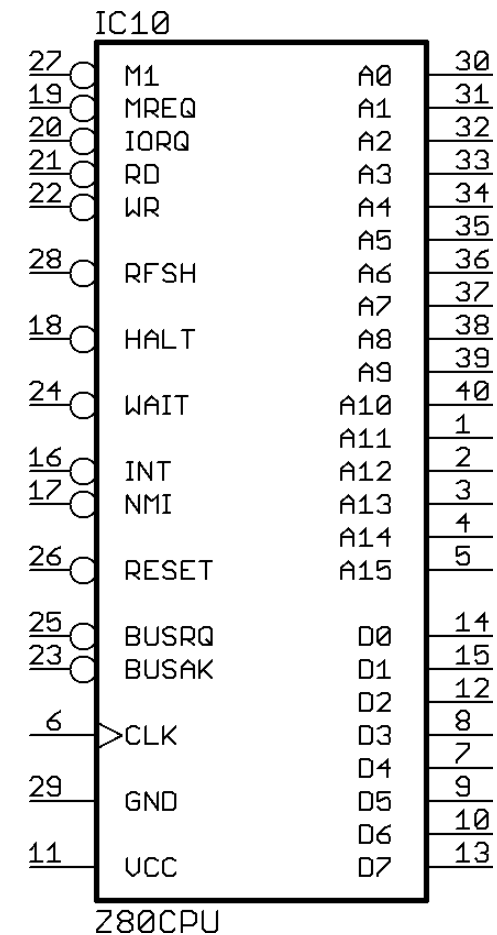 IC10
27 M1 A0 30
19 MREQ A1 31
20 IORQ A2 32
21 RD A3 33
22 WR A4 34
A5 35
28 RFSH A6 36
A7 37
18 HALT A8 38
A9 39
24 WAIT A10 40
A11 1
16 INT A12 2
17 NMI A13 3
A14 4
26 RESET A15 5
25 BUSRQ D0 14
23 BUSAK D1 15
D2 12
6 CLK D3 8
D4 7
29 GND D5 9
D6 10
11 VCC D7 13
Z80CPU